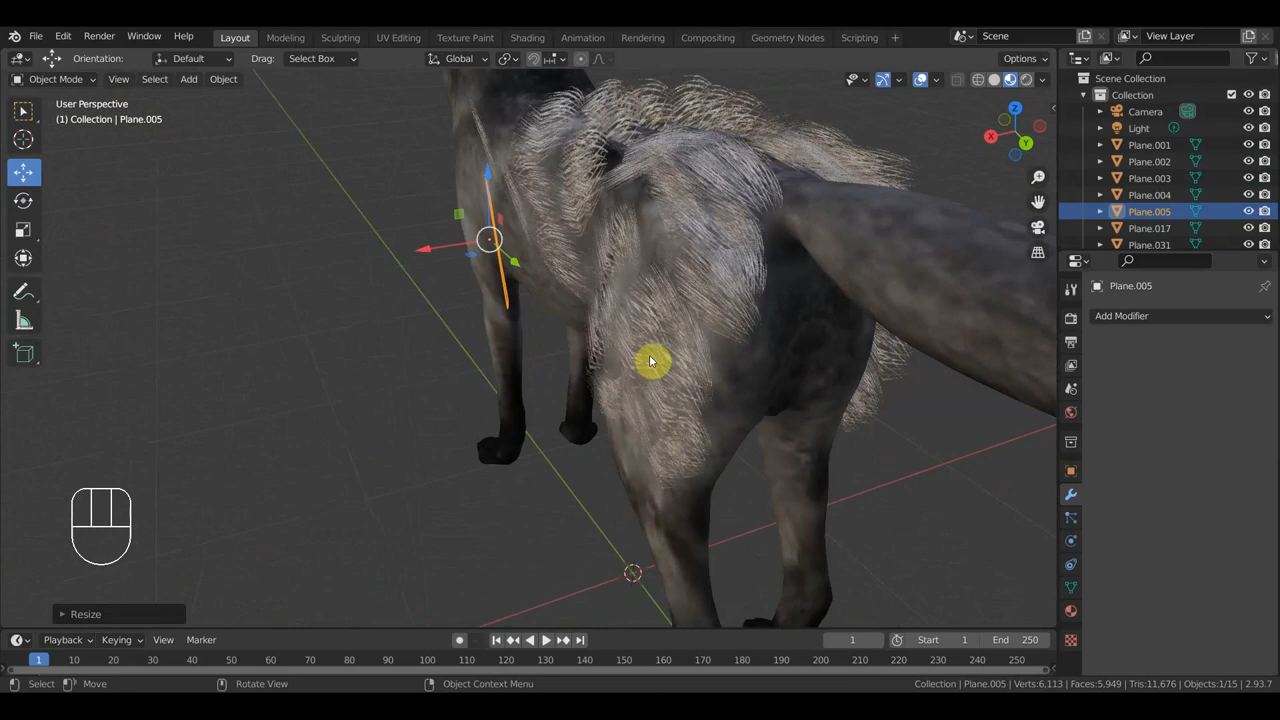 File Edit Render Window Help Layout Modeling Sculpting UV Editing Texture Paint Shading Animation Rendering Compositing Geometry Nodes Scripting + Scene View Layer
Orientation: Default Drag: Select Box Global Options
Object Mode View Select Add Object
Scene Collection
Collection
Camera
Light
Plane.001
Plane.002
Plane.003
Plane.004
Plane.005
Plane.017
Plane.031
User Perspective
(1) Collection | Plane.005
Z
X
Y
Plane.005
Add Modifier
Resize
Playback Keying View Marker 1 Start 1 End 250
1 10 20 30 40 50 60 70 80 90 100 110 120 130 140 150 160 170 180 190 200 210 220 230 240 250
Select Move Rotate View Object Context Menu Collection | Plane.005 | Verts:6,113 | Faces:5,949 | Tris:11,676 | Objects:1/15 | 2.93.7